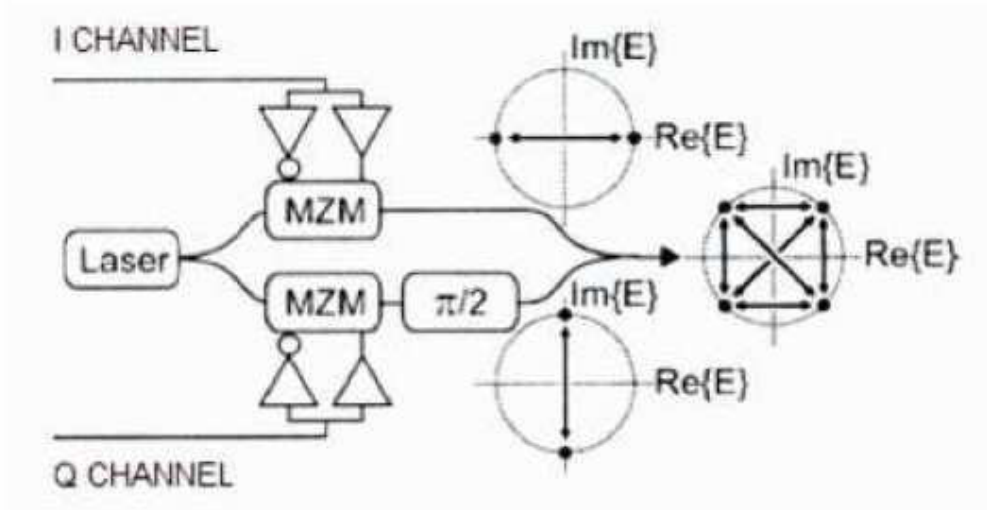 I CHANNEL
Im{E}
Re{E}
MZM
Im{E}
Laser
Re{E}
MZM
π/2
Im{E}
Re{E}
Q CHANNEL